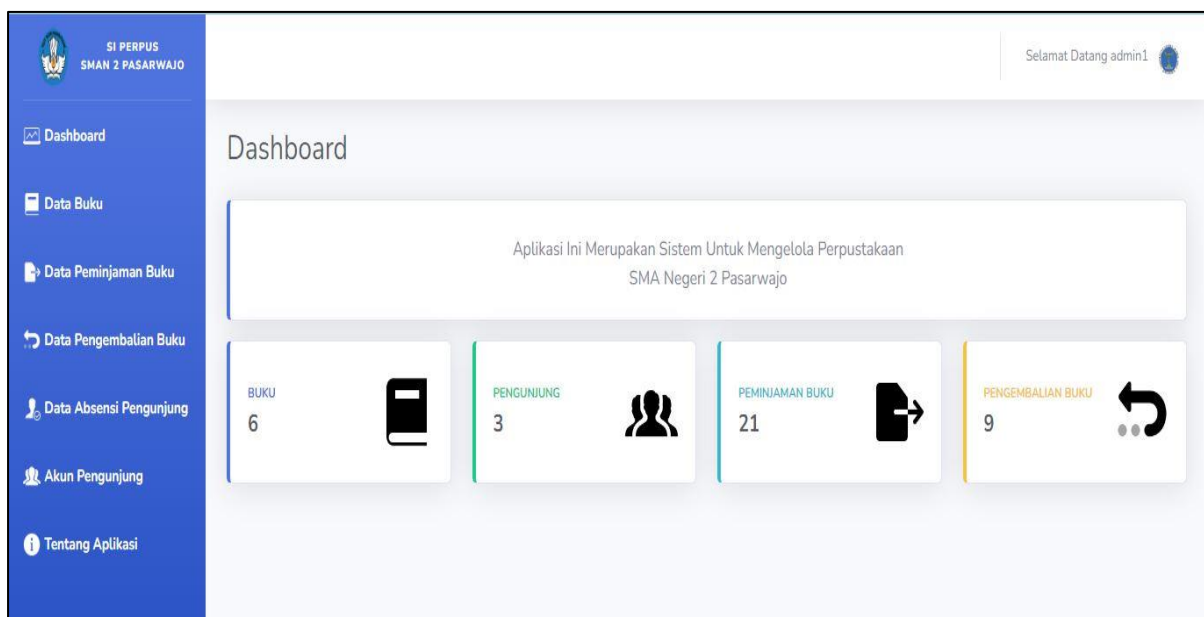 SI PERPUS
SMAN 2 PASARWAJO
Selamat Datang admin1
Dashboard
Data Buku
Data Peminjaman Buku
Data Pengembalian Buku
Data Absensi Pengunjung
Akun Pengunjung
Tentang Aplikasi
Dashboard
Aplikasi Ini Merupakan Sistem Untuk Mengelola Perpustakaan
SMA Negeri 2 Pasarwajo
BUKU
6
PENGUNJUNG
3
PEMINJAMAN BUKU
21
PENGEMBALIAN BUKU
9